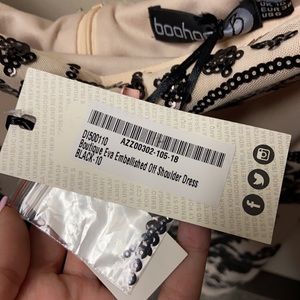 boohoo
AZZ00302-105-18
DI500110
Boutique Eva Embellished Off Shoulder Dress
BLACK-10